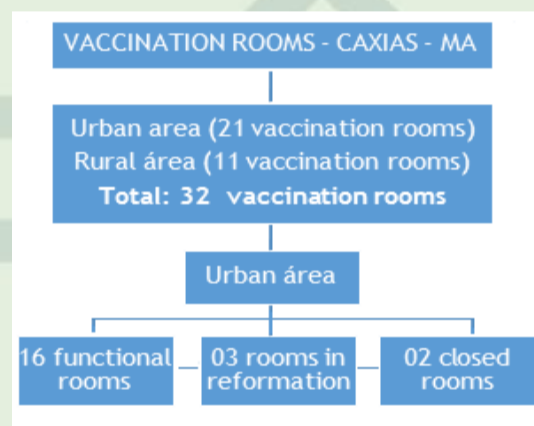 VACCINATION ROOMS - CAXIAS - MA
Urban area (21 vaccination rooms)
Rural área (11 vaccination rooms)
Total: 32 vaccination rooms
Urban área
16 functional
rooms
03 rooms in
reformation
02 closed
rooms